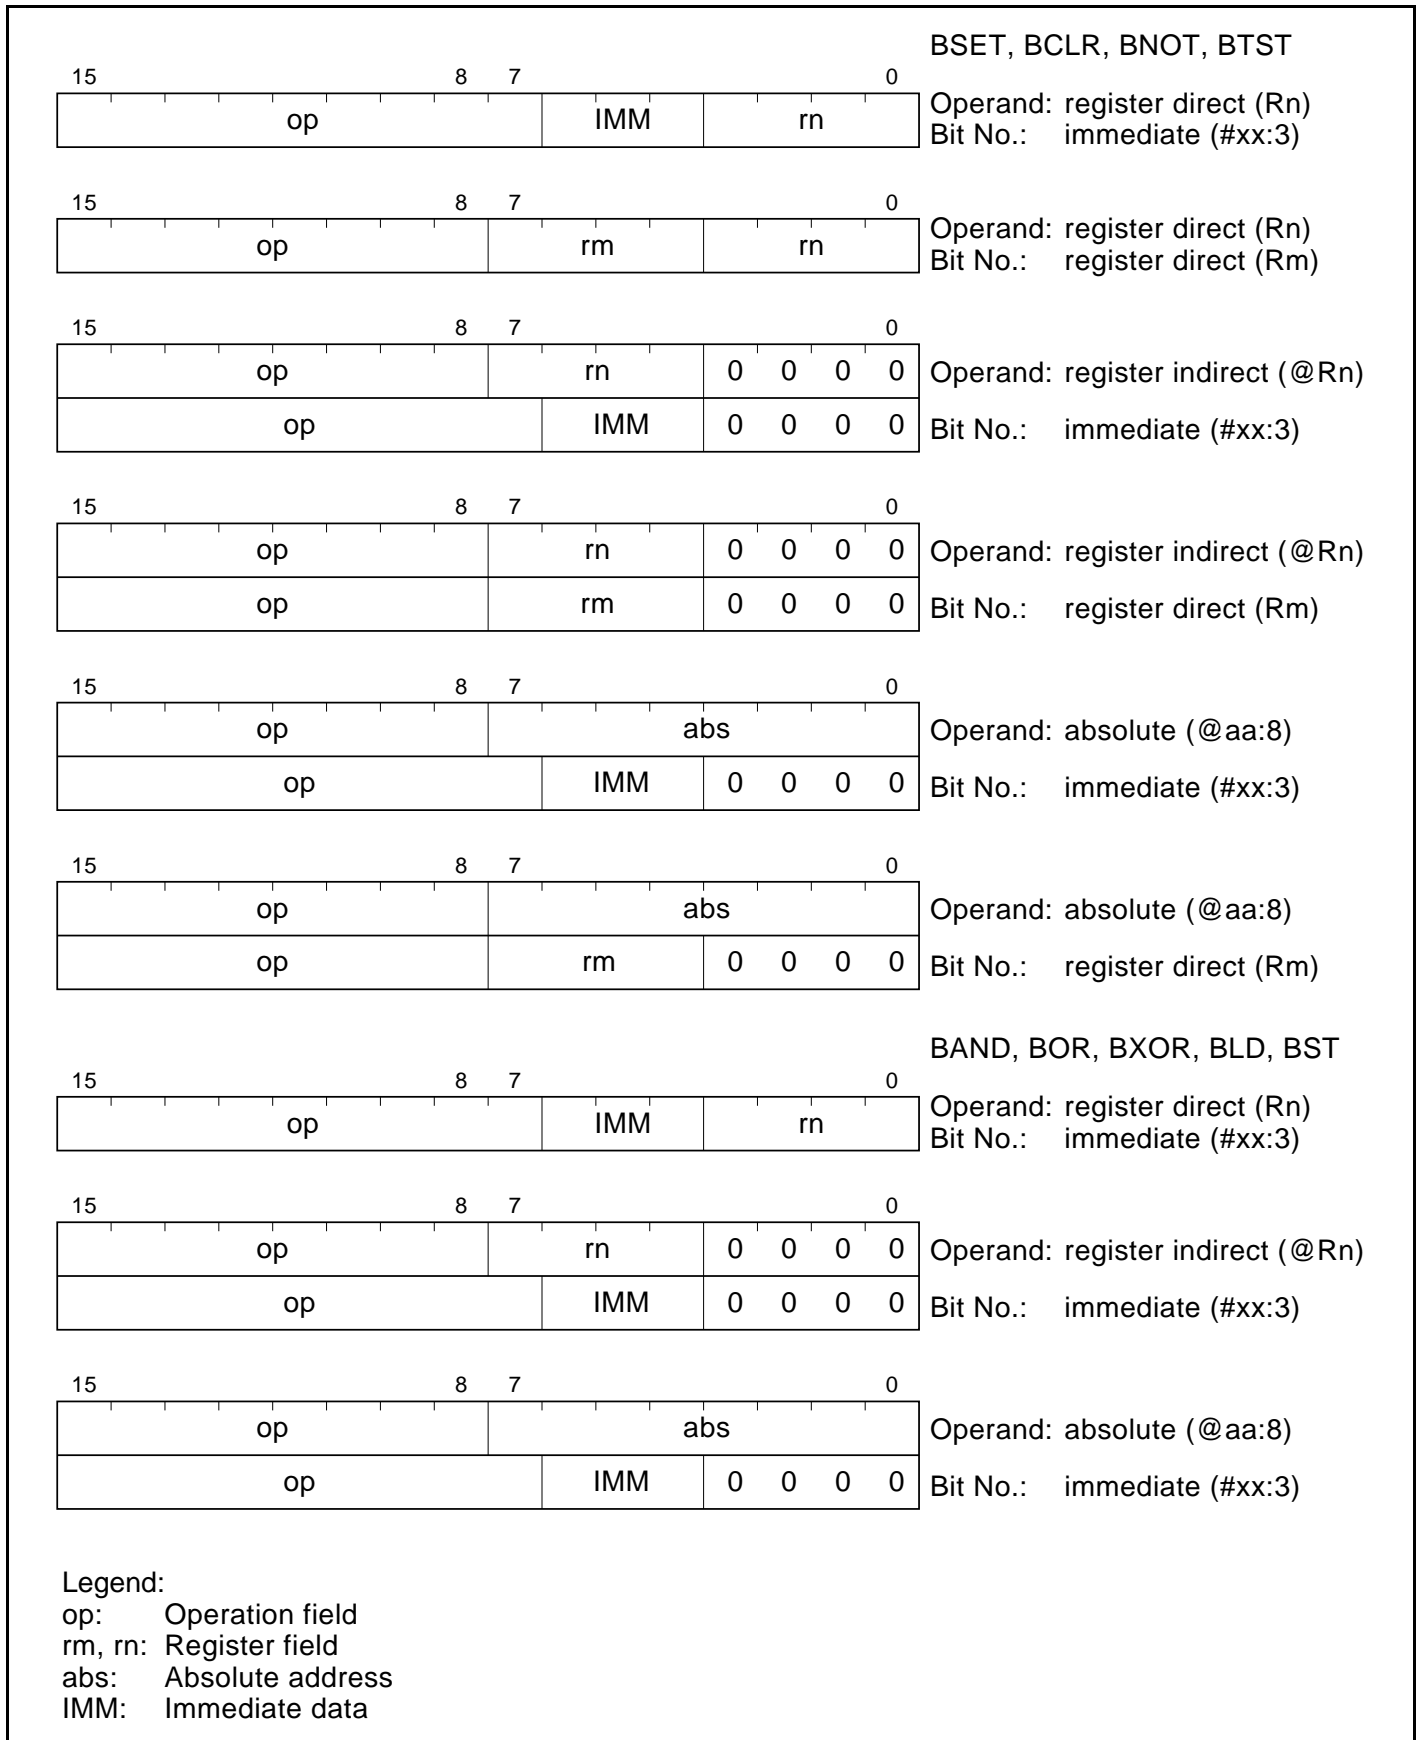 BSET, BCLR, BNOT, BTST
15 8 7 0
op IMM rn Operand: register direct (Rn)
Bit No.: immediate (#xx:3)
15 8 7 0
op rm rn Operand: register direct (Rn)
Bit No.: register direct (Rm)
15 8 7 0
op rn 0 0 0 0 Operand: register indirect (@Rn)
op IMM 0 0 0 0 Bit No.: immediate (#xx:3)
15 8 7 0
op rn 0 0 0 0 Operand: register indirect (@Rn)
op rm 0 0 0 0 Bit No.: register direct (Rm)
15 8 7 0
op abs Operand: absolute (@aa:8)
op IMM 0 0 0 0 Bit No.: immediate (#xx:3)
15 8 7 0
op abs Operand: absolute (@aa:8)
op rm 0 0 0 0 Bit No.: register direct (Rm)
BAND, BOR, BXOR, BLD, BST
15 8 7 0
op IMM rn Operand: register direct (Rn)
Bit No.: immediate (#xx:3)
15 8 7 0
op rn 0 0 0 0 Operand: register indirect (@Rn)
op IMM 0 0 0 0 Bit No.: immediate (#xx:3)
15 8 7 0
op abs Operand: absolute (@aa:8)
op IMM 0 0 0 0 Bit No.: immediate (#xx:3)
Legend:
op: Operation field
rm, rn: Register field
abs: Absolute address
IMM: Immediate data